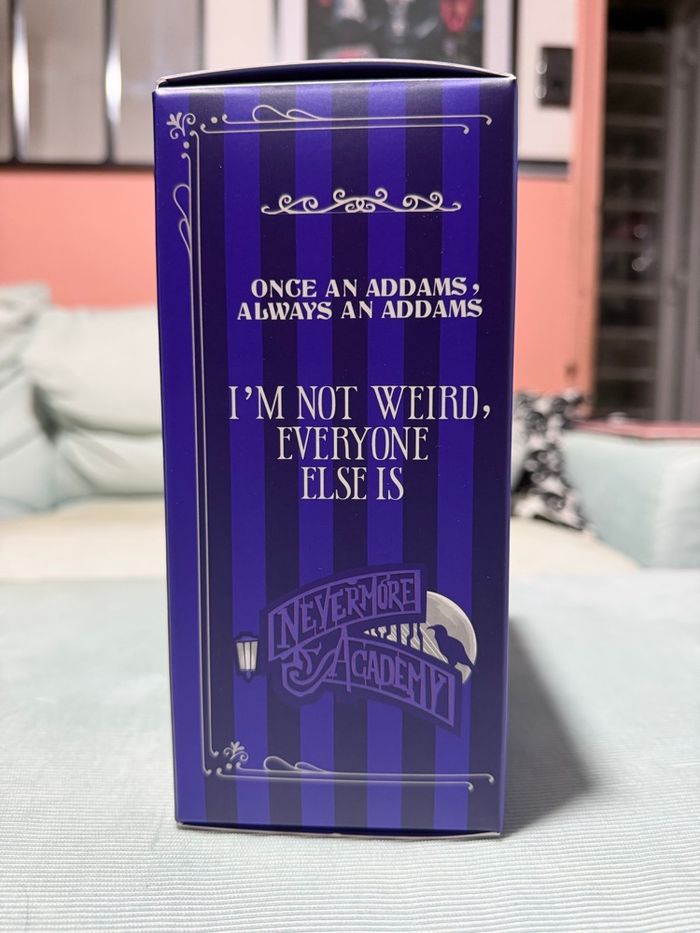 ONCE AN ADDAMS,
ALWAYS AN ADDAMS
I'M NOT WEIRD,
EVERYONE
ELSE IS
NEVERMORE
ACADEMY